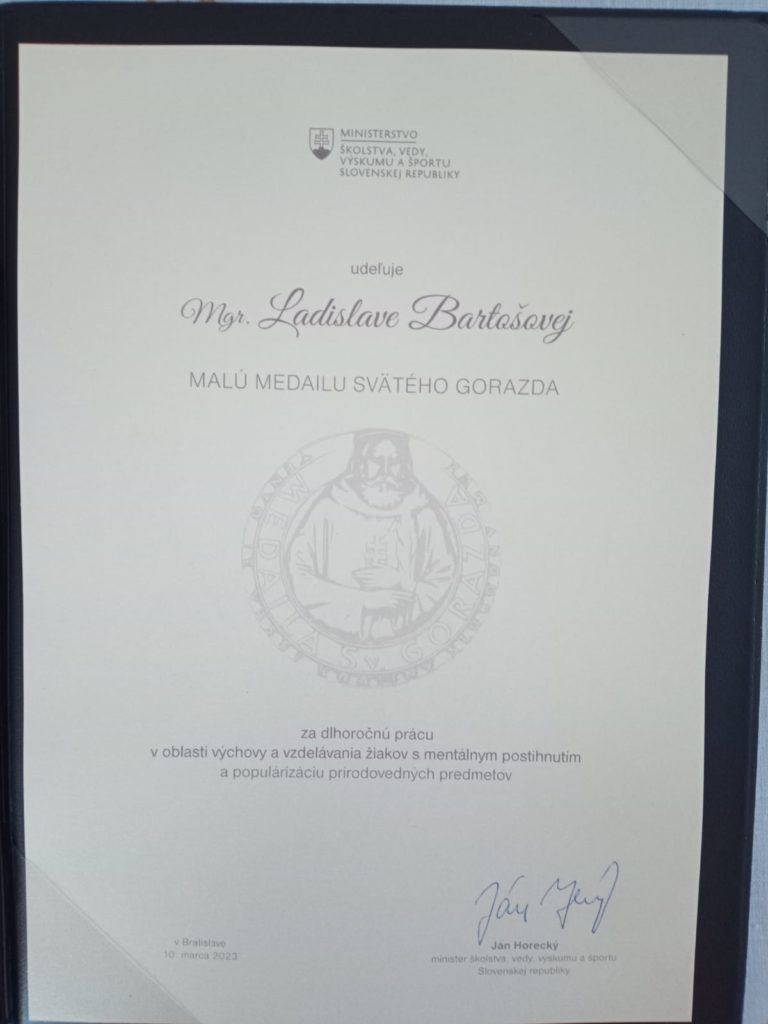 MINISTERSTVO
ŠKOLSTVA, VEDY,
VÝSKUMU A ŠPORTU
SLOVENSKEJ REPUBLIKY
udeľuje
Mgr. Ladislave Bartošovej
MALÚ MEDAILU SVÄTÉHO GORAZDA
MEDAILA Sv. GORAZDA
za dlhoročnú prácu
v oblasti výchovy a vzdelávania žiakov s mentálnym postihnutím
a popularizáciu prírodovedných predmetov
v Bratislave
10. marca 2023
Ján Horecký
minister školstva, vedy, výskumu a športu
Slovenskej republiky